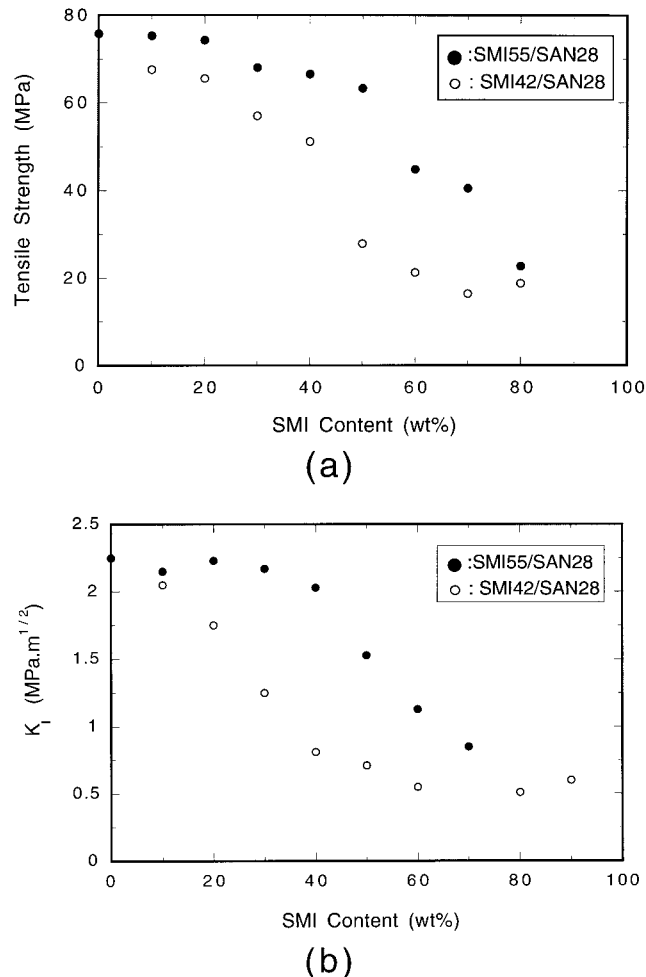 80
60
40
20
0
Tensile Strength (MPa)
●:SMI55/SAN28
○: SMI42/SAN28
0 20 40 60 80 100
SMI Content (wt%)
(a)
2.5
2
1.5
1
0.5
0
K_I (MPa.m^1/2)
●:SMI55/SAN28
○: SMI42/SAN28
0 20 40 60 80 100
SMI Content (wt%)
(b)